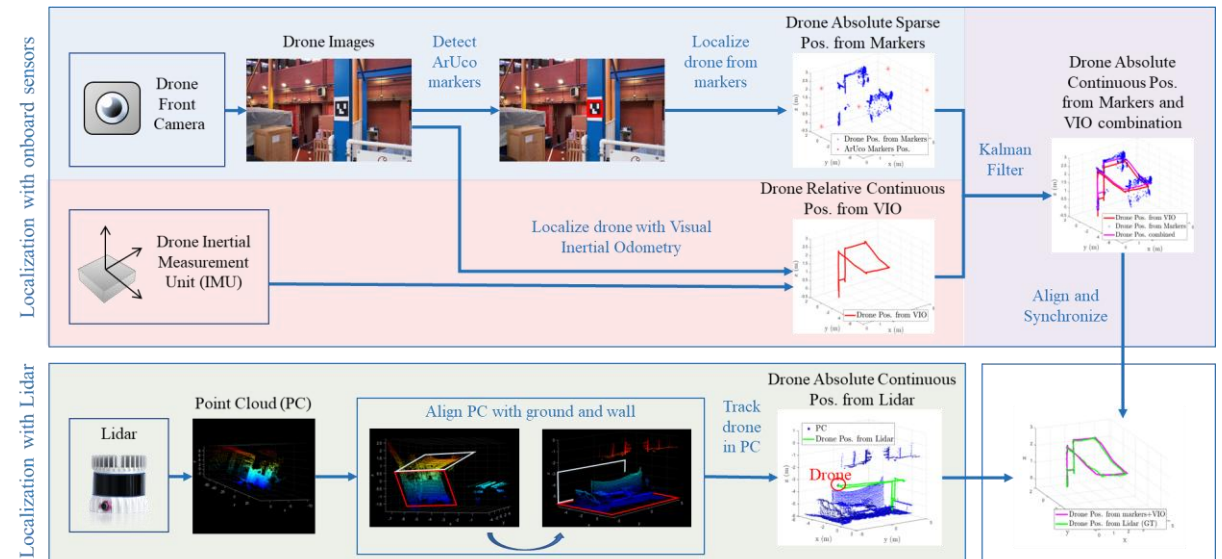 Localization with onboard sensors
Drone
Front
Camera
Drone Images
Detect
ArUco
markers
Localize
drone from
markers
Drone Absolute Sparse
Pos. from Markers
z (m)
y (m)
x (m)
Drone Pos. from Markers
ArUco Markers Pos.
Drone Absolute
Continuous Pos.
from Markers and
VIO combination
Kalman
Filter
z (m)
y (m)
x (m)
Drone Pos. from VIO
Drone Pos. from Markers
Drone Pos. combined
Drone Inertial
Measurement
Unit (IMU)
Localize drone with Visual
Inertial Odometry
Drone Relative Continuous
Pos. from VIO
z (m)
y (m)
x (m)
Drone Pos. from VIO
Align and
Synchronize
Localization with Lidar
Lidar
Point Cloud (PC)
Align PC with ground and wall
Track
drone
in PC
Drone Absolute Continuous
Pos. from Lidar
PC
Drone Pos. from Lidar
Drone
z (m)
x (m)
y (m)
Drone Pos. from markers+VIO
Drone Pos. from Lidar (GT)
x